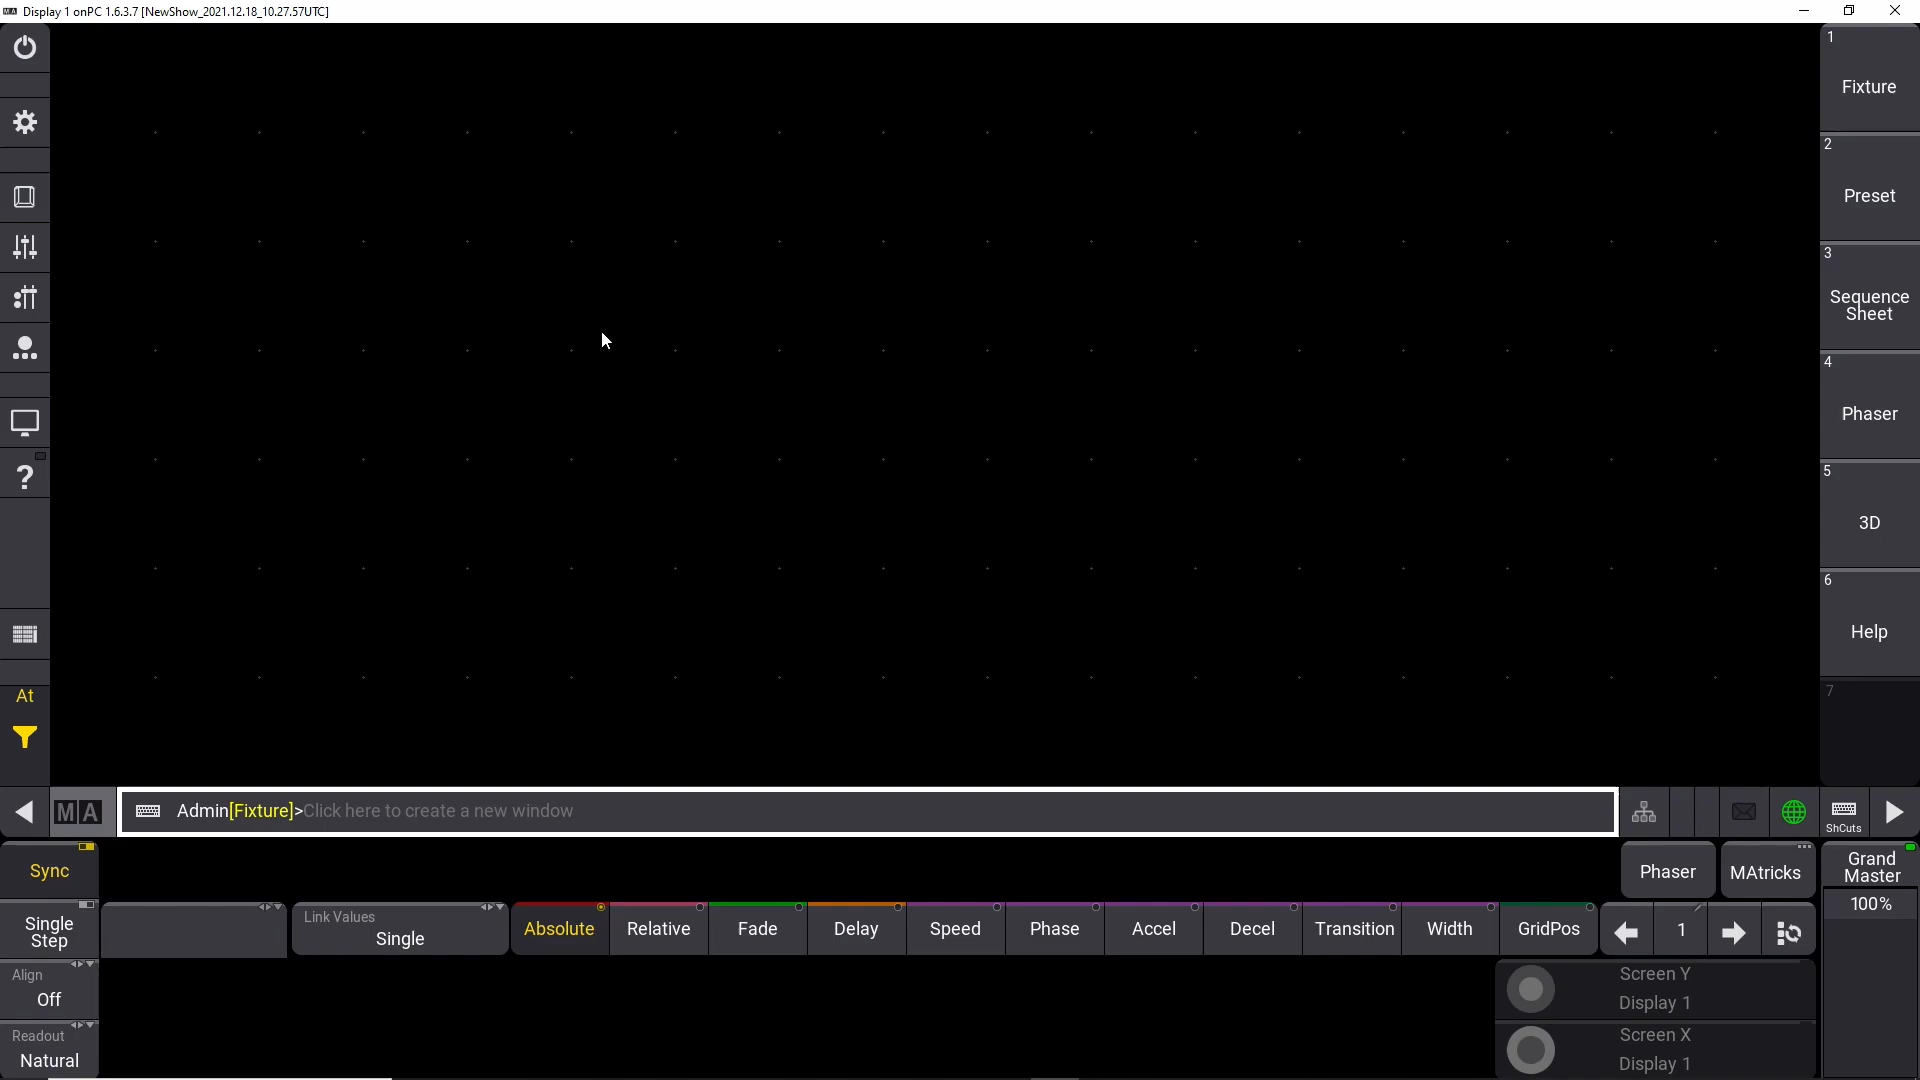 Display 1 onPC 1.6.3.7 [NewShow_2021.12.18_10.27.57UTC]
1
Fixture
2
Preset
3
Sequence
Sheet
4
Phaser
5
3D
6
Help
7
?
At
MA
Admin[Fixture]>Click here to create a new window
ShCuts
Sync
Phaser
MAtricks
Grand
Master
100%
Single
Step
Link Values
Single
Absolute
Relative
Fade
Delay
Speed
Phase
Accel
Decel
Transition
Width
GridPos
1
Align
Off
Screen Y
Display 1
Readout
Natural
Screen X
Display 1